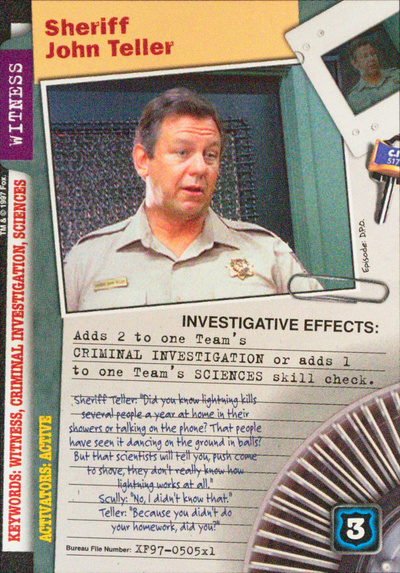 Sheriff
John Teller
WITNESS
TM & © 1997 Fox.
KEYWORDS: WITNESS, CRIMINAL INVESTIGATION, SCIENCES
ACTIVATORS: ACTIVE
Episode: D.P.O.
INVESTIGATIVE EFFECTS:
Adds 2 to one Team's
CRIMINAL INVESTIGATION or adds 1
to one Team's SCIENCES skill check.
Sheriff Teller: "Did you know lightning kills
several people a year at home in their
showers or talking on the phone? That people
have seen it dancing on the ground in balls?
But that scientists will tell you, push come
to shove, they don't really know how
lightning works at all."
Scully: "No, I didn't know that."
Teller: "Because you didn't do
your homework, did you?"
Bureau File Number: XF97-0505x1
3